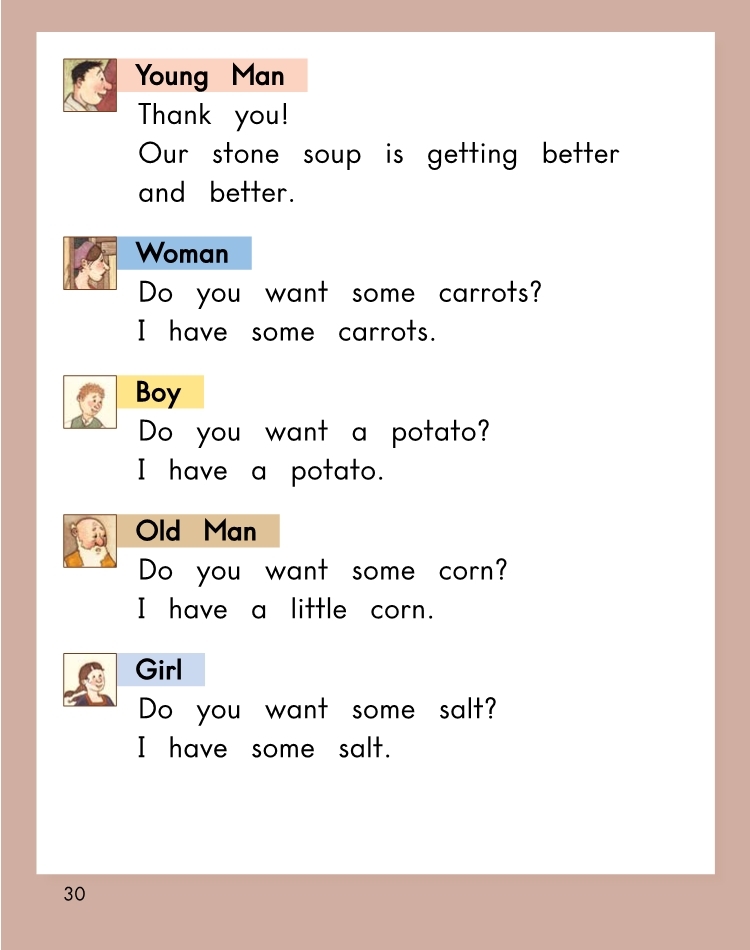 Young Man
Thank you!
Our stone soup is getting better
and better.
Woman
Do you want some carrots?
I have some carrots.
Boy
Do you want a potato?
I have a potato.
Old Man
Do you want some corn?
I have a little corn.
Girl
Do you want some salt?
I have some salt.
30